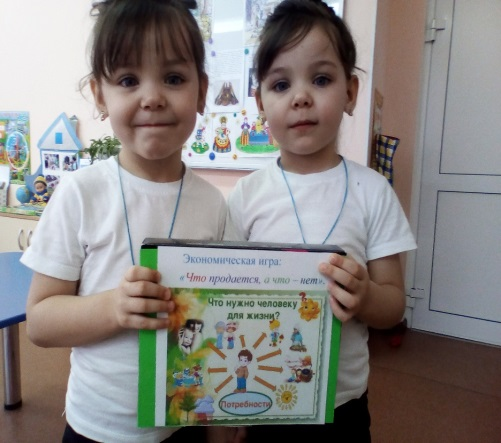 Экономическая игра:
«Что продается, а что – нет»
Что нужно человеку
для жизни?
Потребности